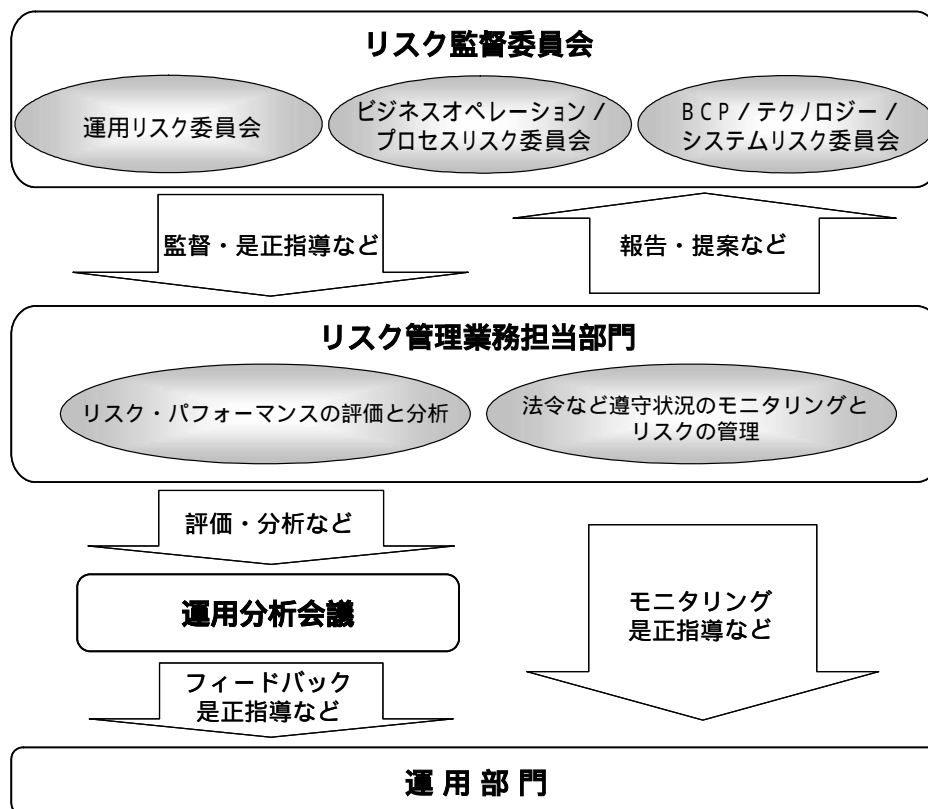 リスク監督委員会
運用リスク委員会
ビジネスオペレーション/
プロセスリスク委員会
BCP/テクノロジー/
システムリスク委員会
監督・是正指導など
報告・提案など
リスク管理業務担当部門
リスク・パフォーマンスの評価と分析
法令など遵守状況のモニタリングと
リスクの管理
評価・分析など
運用分析会議
モニタリング
是正指導など
フィードバック
是正指導など
運 用 部 門